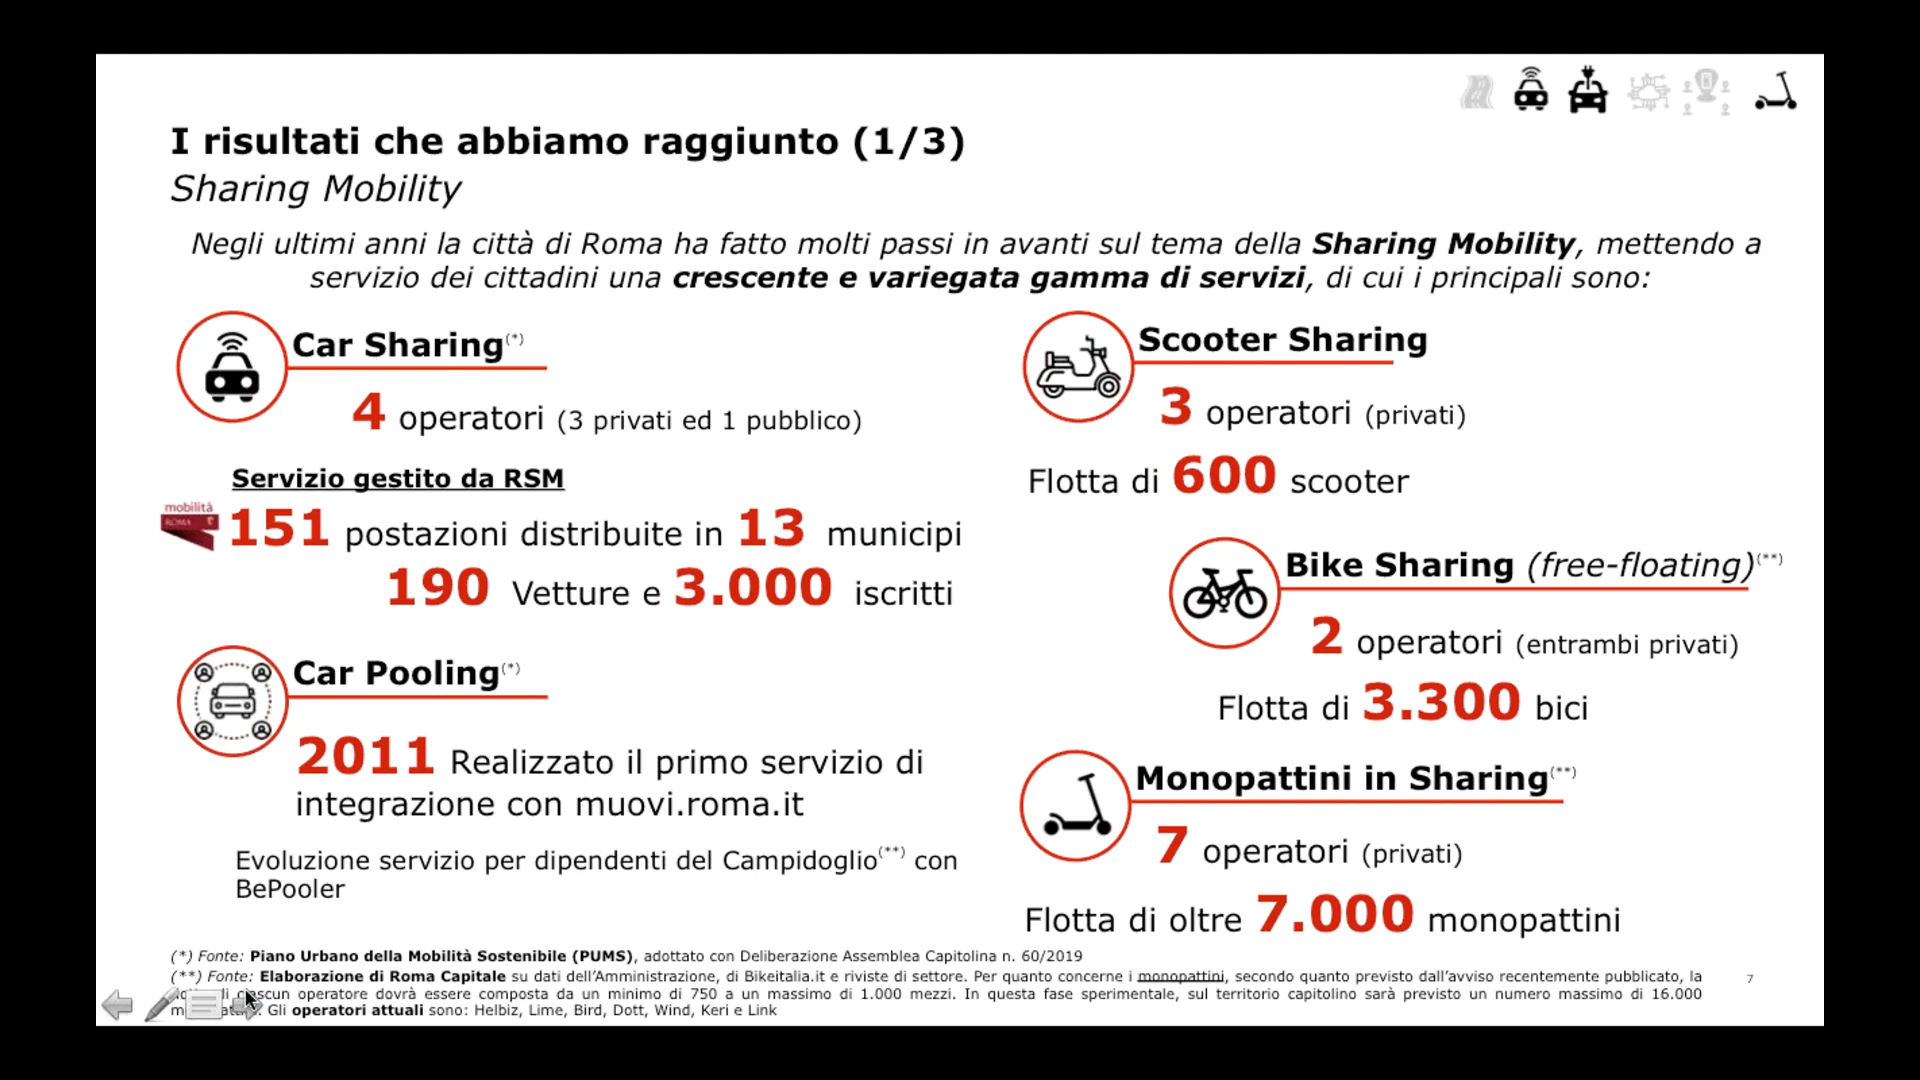 I risultati che abbiamo raggiunto (1/3)
Sharing Mobility
Negli ultimi anni la città di Roma ha fatto molti passi in avanti sul tema della Sharing Mobility, mettendo a
servizio dei cittadini una crescente e variegata gamma di servizi, di cui i principali sono:
Car Sharing(*)
4 operatori (3 privati ed 1 pubblico)
Servizio gestito da RSM
mobilità
ROMA
151 postazioni distribuite in 13 municipi
190 Vetture e 3.000 iscritti
Car Pooling(*)
2011 Realizzato il primo servizio di
integrazione con muovi.roma.it
Evoluzione servizio per dipendenti del Campidoglio(**) con
BePooler
Scooter Sharing
3 operatori (privati)
Flotta di 600 scooter
Bike Sharing (free-floating)(**)
2 operatori (entrambi privati)
Flotta di 3.300 bici
Monopattini in Sharing(**)
7 operatori (privati)
Flotta di oltre 7.000 monopattini
(*) Fonte: Piano Urbano della Mobilità Sostenibile (PUMS), adottato con Deliberazione Assemblea Capitolina n. 60/2019
(**) Fonte: Elaborazione di Roma Capitale su dati dell'Amministrazione, di Bikeitalia.it e riviste di settore. Per quanto concerne i monopattini, secondo quanto previsto dall'avviso recentemente pubblicato, la
ciascun operatore dovrà essere composta da un minimo di 750 a un massimo di 1.000 mezzi. In questa fase sperimentale, sul territorio capitolino sarà previsto un numero massimo di 16.000
Gli operatori attuali sono: Helbiz, Lime, Bird, Dott, Wind, Keri e Link
7